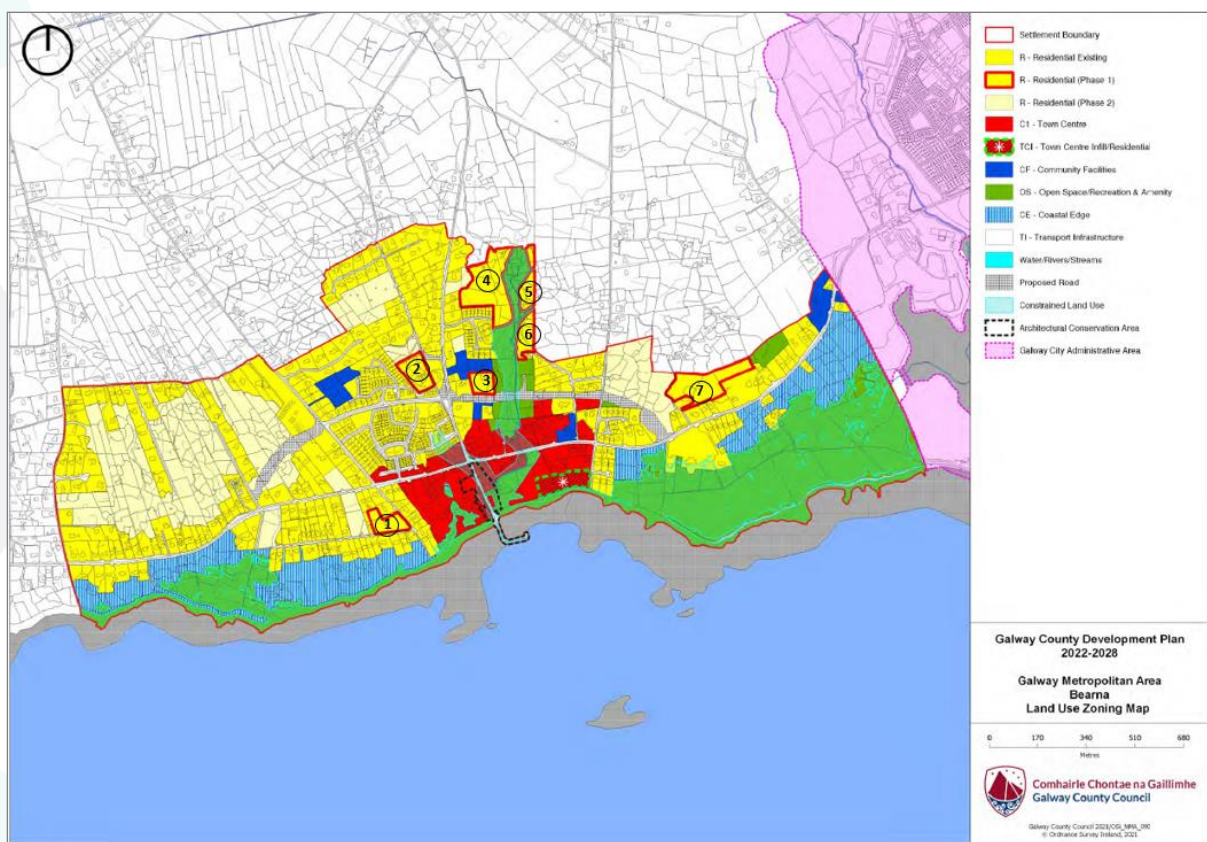 Settlement Boundary
R - Residential Existing
R - Residential (Phase 1)
R - Residential (Phase 2)
C1 - Town Centre
TCI - Town Centre Infill/Residential
CF - Community Facilities
OS - Open Space/Recreation & Amenity
CE - Coastal Edge
TI - Transport Infrastructure
Water/Rivers/Streams
Proposed Road
Constrained Land Use
Architectural Conservation Area
Galway City Administrative Area
4
5
6
2
3
7
1
Galway County Development Plan
2022-2028
Galway Metropolitan Area
Bearna
Land Use Zoning Map
0 170 340 510 680
Metres
Comhairle Chontae na Gaillimhe
Galway County Council
© Ordnance Survey Ireland, 2021